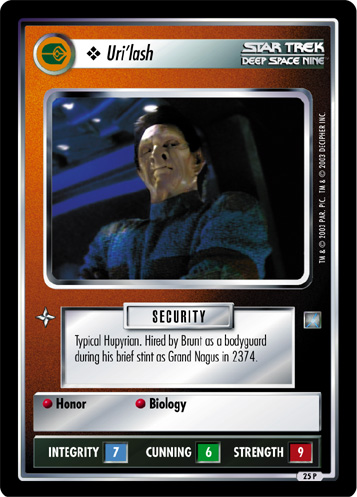 ❖ Uri'lash
STAR TREK
DEEP SPACE NINE
TM & © 2003 PAR. PIC. TM & © 2003 DECIPHER INC.
SECURITY
Typical Hupyrian. Hired by Brunt as a bodyguard
during his brief stint as Grand Nagus in 2374.
Honor Biology
INTEGRITY 7 CUNNING 6 STRENGTH 9
25 P